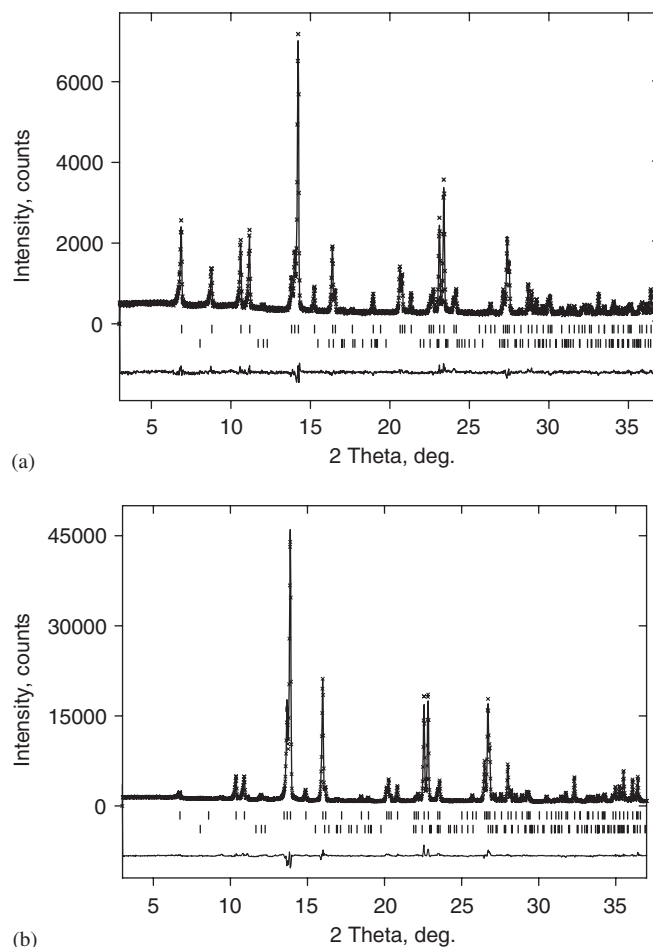 6000
4000
2000
0
Intensity, counts
5 10 15 20 25 30 35
2 Theta, deg.
(a)
45000
30000
15000
0
Intensity, counts
5 10 15 20 25 30 35
2 Theta, deg.
(b)